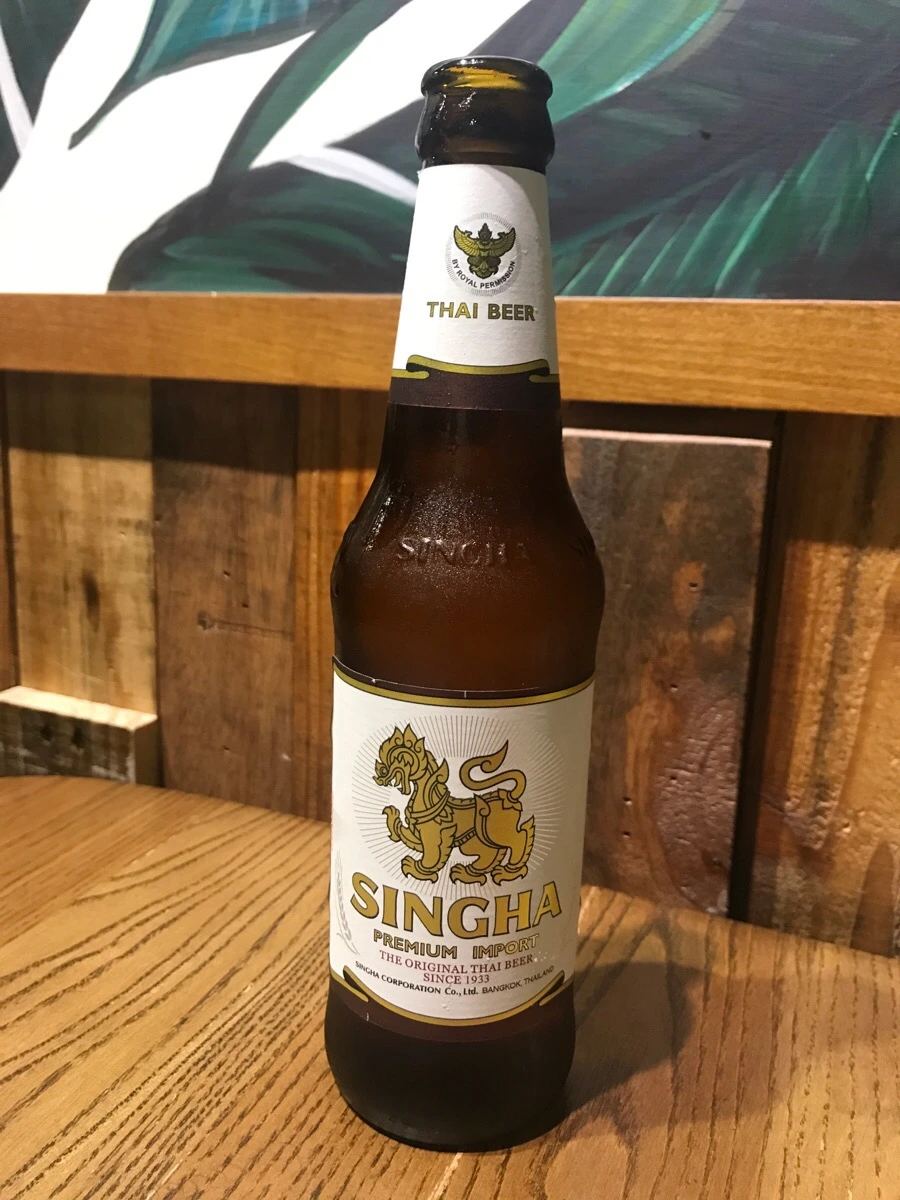 BY ROYAL PERMISSION
THAI BEER
SINGHA
SINGHA
PREMIUM IMPORT
THE ORIGINAL THAI BEER
SINCE 1933
SINGHA CORPORATION Co., Ltd. BANGKOK, THAILAND